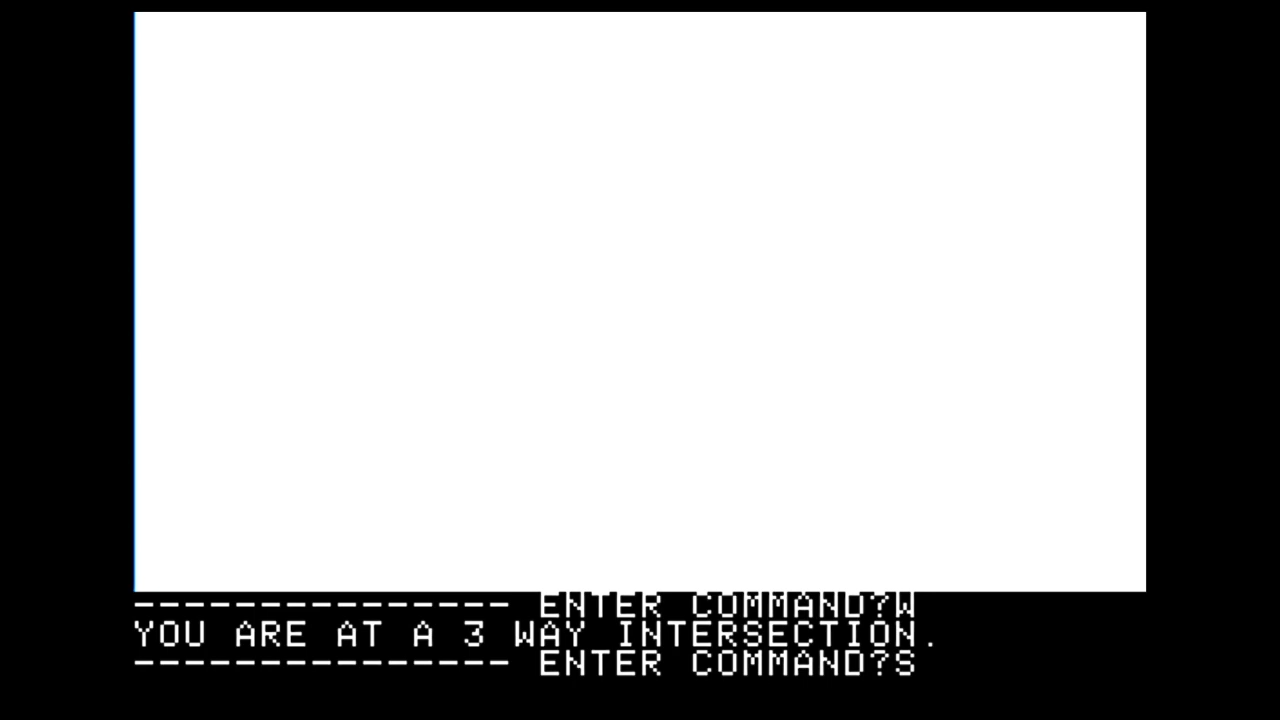 --------------- ENTER COMMAND?W
YOU ARE AT A 3 WAY INTERSECTION.
--------------- ENTER COMMAND?S